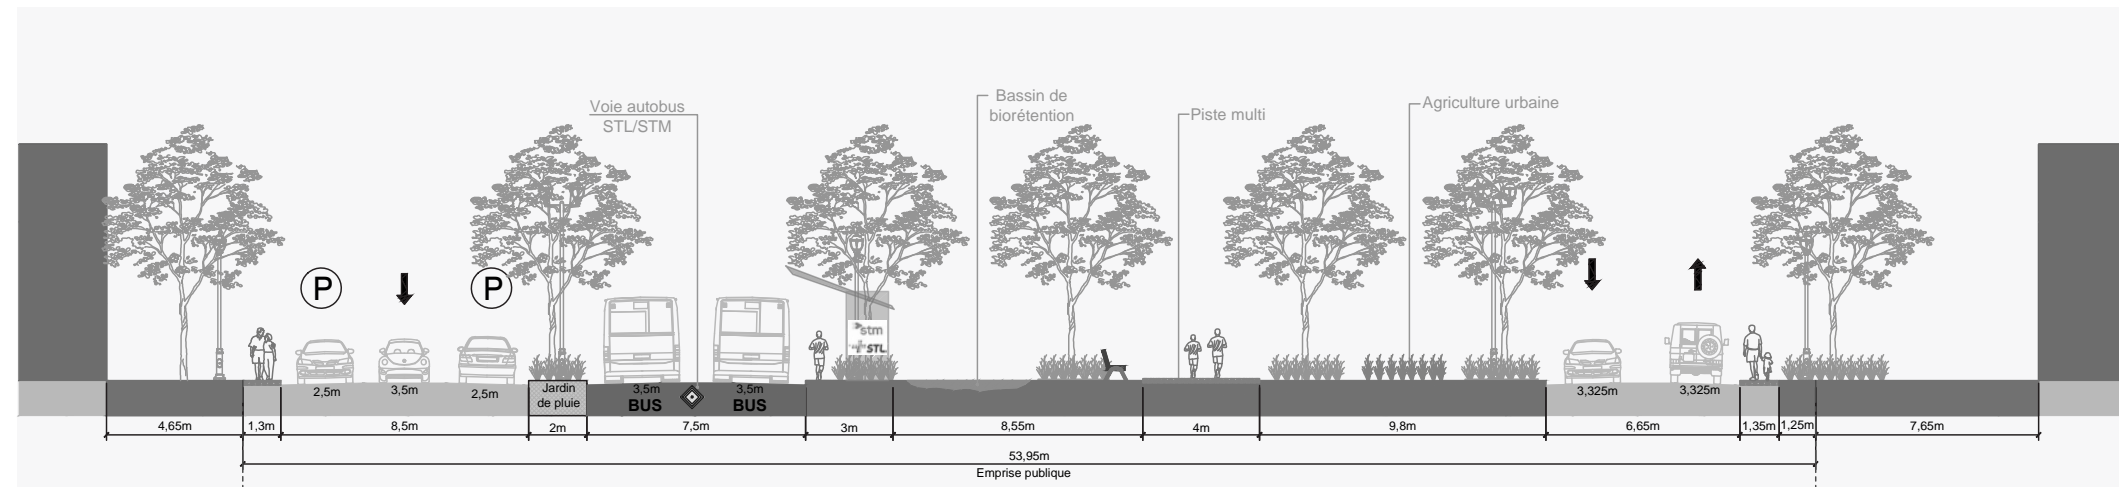 Voie autobus
STL/STM
Bassin de
biorétention
Piste multi
Agriculture urbaine
P
P
stm
STL
2,5m
3,5m
2,5m
Jardin
de pluie
3,5m
BUS
3,5m
BUS
3,325m
3,325m
4,65m
1,3m
8,5m
2m
7,5m
3m
8,55m
4m
9,8m
6,65m
1,35m
1,25m
7,65m
53,95m
Emprise publique